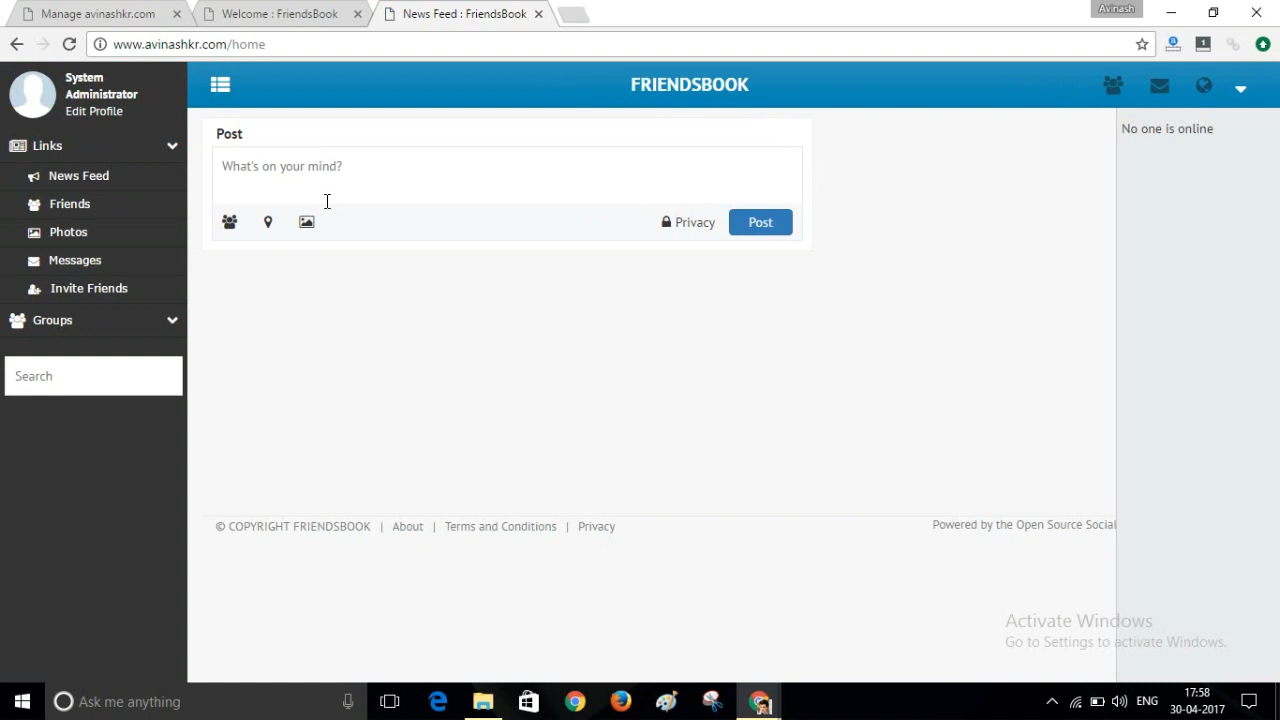 Manage avinashkr.com
Welcome : FriendsBook
News Feed : FriendsBook
Avinash
www.avinashkr.com/home
1
System
Administrator
Edit Profile
FRIENDSBOOK
Links
News Feed
Friends
Photos
Messages
Invite Friends
Groups
Search
Post
What's on your mind?
Privacy
Post
No one is online
© COPYRIGHT FRIENDSBOOK | About | Terms and Conditions | Privacy
Powered by the Open Source Social
Activate Windows
Go to Settings to activate Windows.
Ask me anything
ENG
17:58
30-04-2017